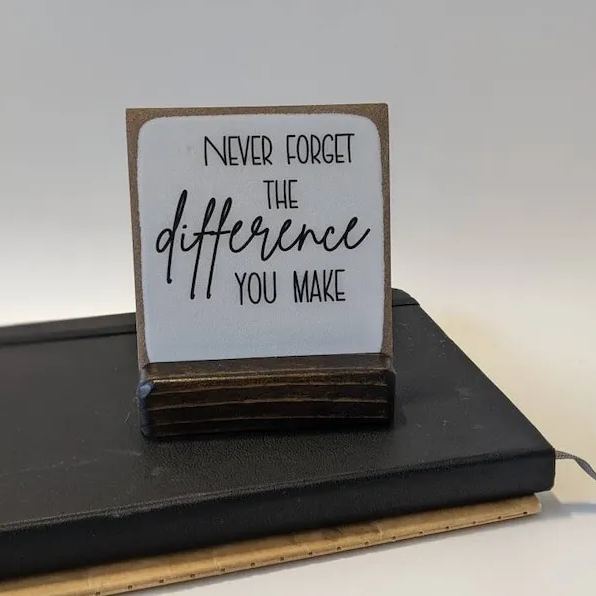 NEVER FORGET
THE
difference
YOU MAKE